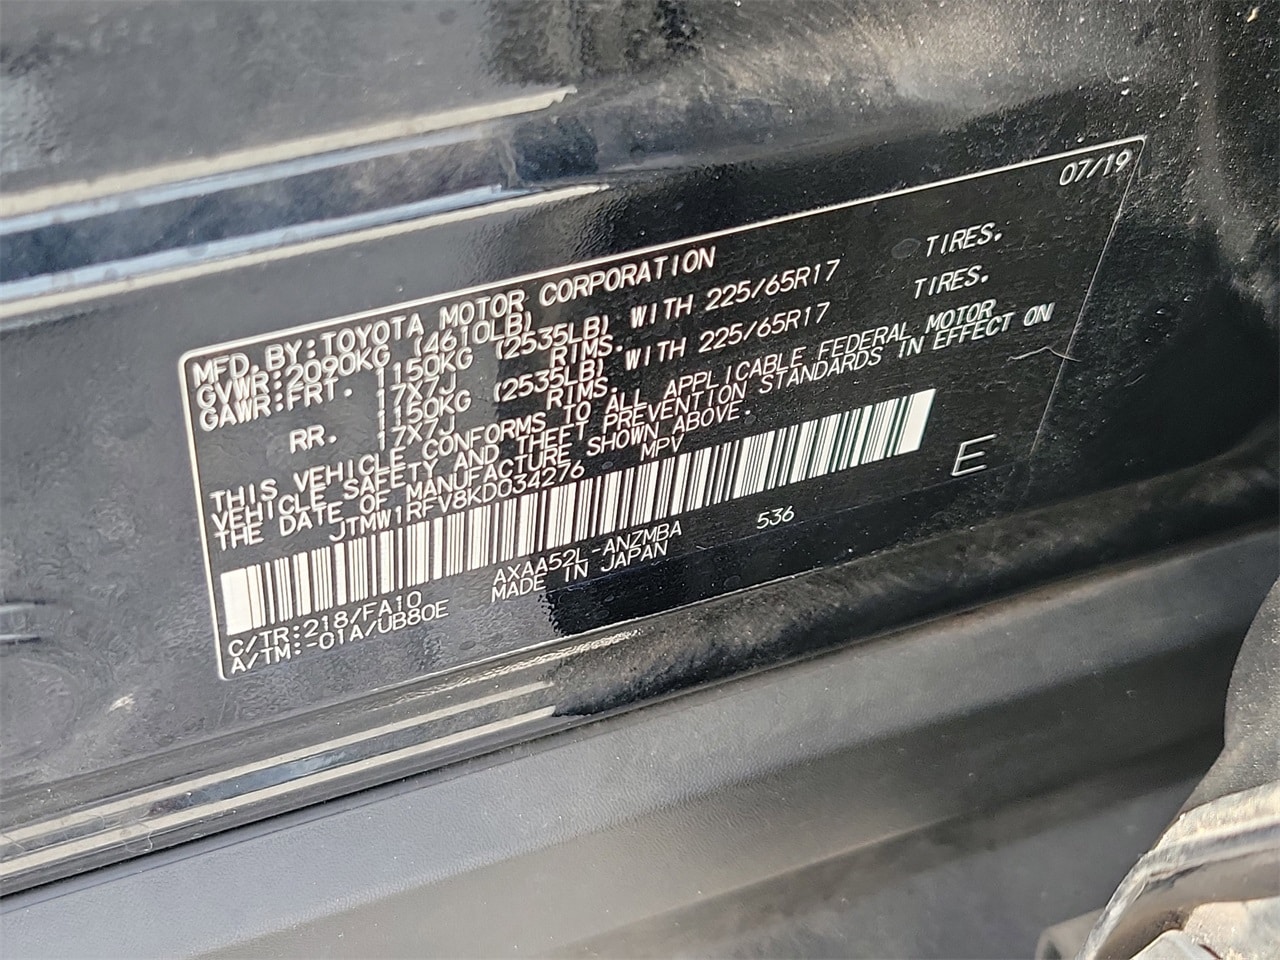 07/19
MFD.BY:TOYOTA MOTOR CORPORATION
GVWR:2090KG (4610LB)
GAWR:FRT. 1150KG (2535LB) WITH 225/65R17 TIRES.
17X7J RIMS.
RR. 1150KG (2535LB) WITH 225/65R17 TIRES.
17X7J RIMS.
THIS VEHICLE CONFORMS TO ALL APPLICABLE FEDERAL MOTOR
VEHICLE SAFETY AND THEFT PREVENTION STANDARDS IN EFFECT ON
THE DATE OF MANUFACTURE SHOWN ABOVE.
JTMW1RFV8KD034276 MPV
E
C/TR:218/FA10 AXAA52L-ANZMBA 536
A/TM:-01A/UB80E MADE IN JAPAN